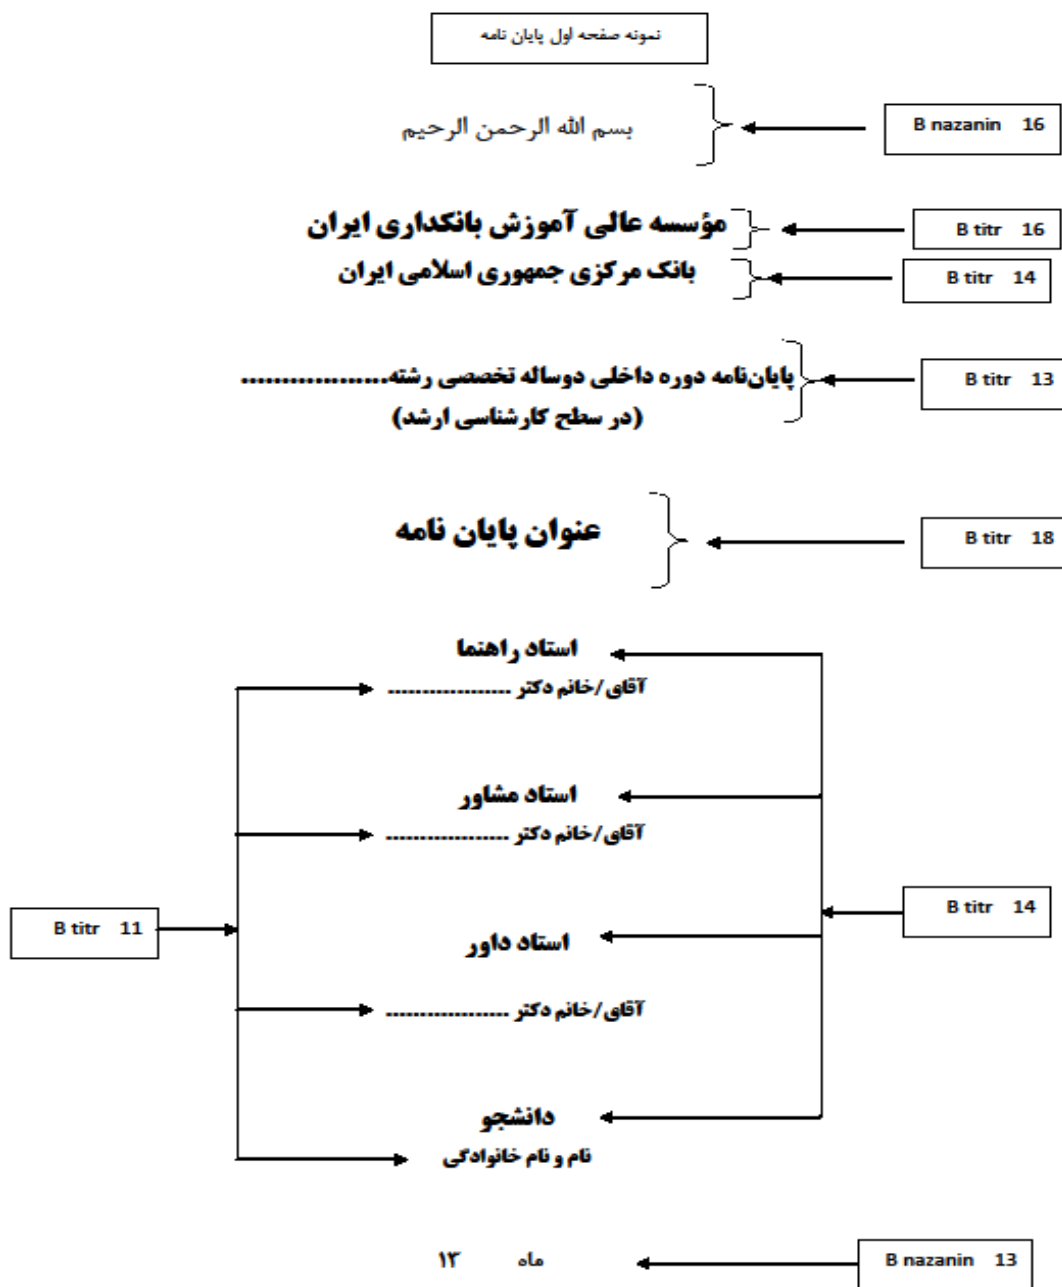 نمونه صفحه اول پایان نامه
بسم الله الرحمن الرحیم
B nazanin 16
مؤسسه عالی آموزش بانکداری ایران
B titr 16
بانک مرکزی جمهوری اسلامی ایران
B titr 14
پایان‌نامه دوره داخلی دوساله تخصصی رشته..................
B titr 13
(در سطح کارشناسی ارشد)
عنوان پایان نامه
B titr 18
استاد راهنما
آقای/خانم دکتر ..................
استاد مشاور
آقای/خانم دکتر ..................
B titr 14
B titr 11
استاد داور
آقای/خانم دکتر ..................
دانشجو
نام و نام خانوادگی
ماه ۱۳
B nazanin 13